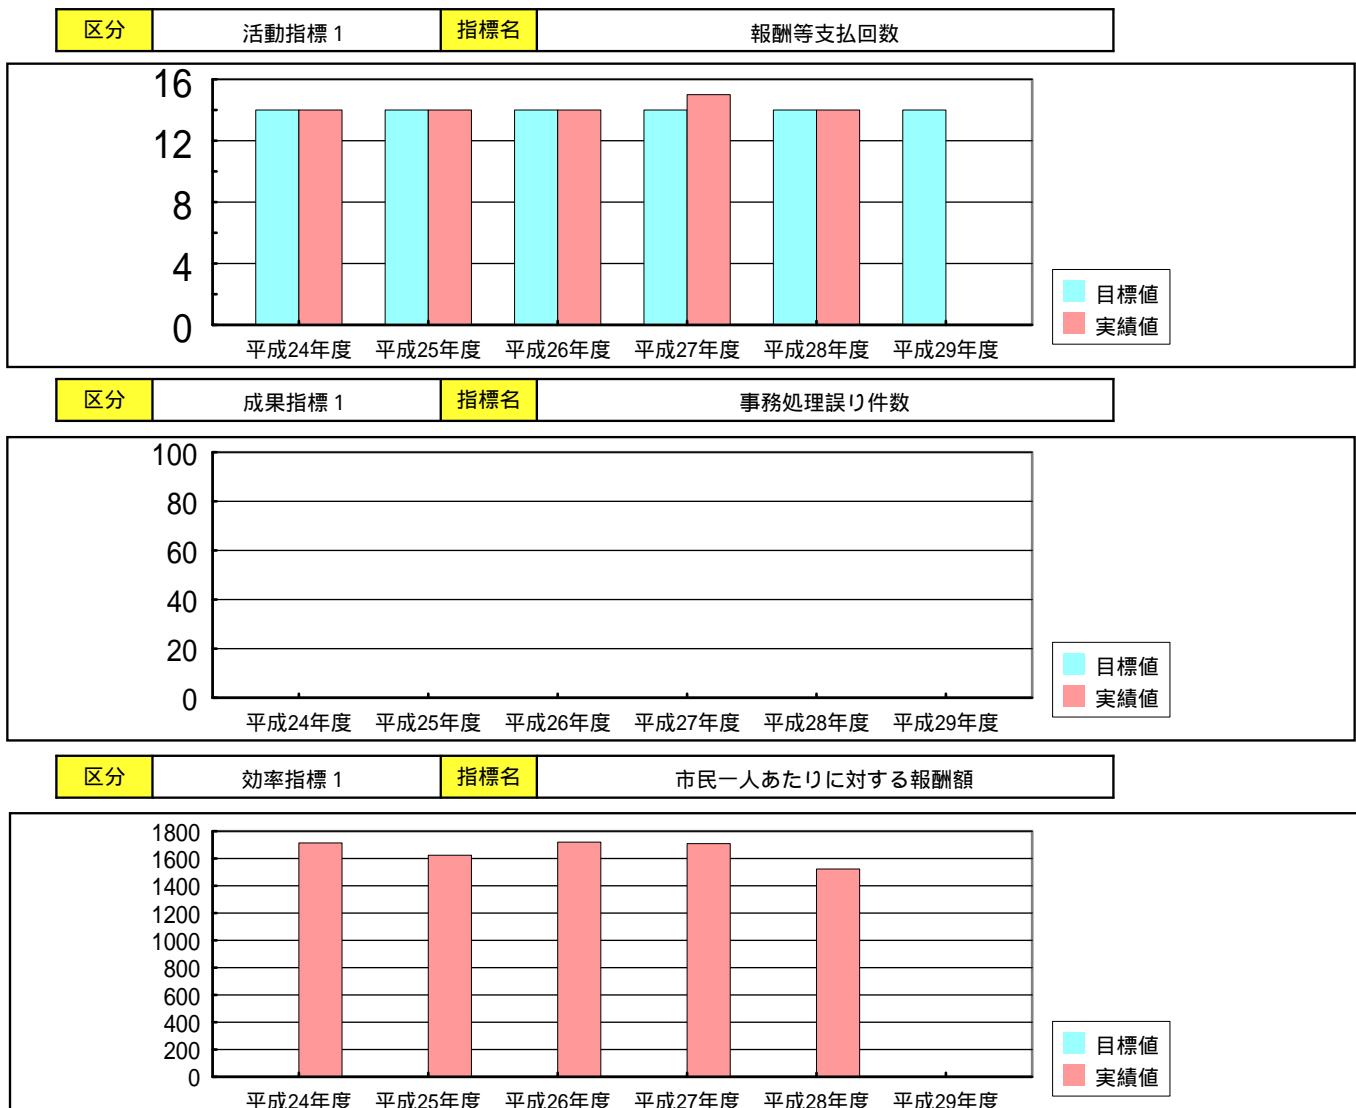 区分 活動指標1 指標名 報酬等支払回数
16
12
8
4
0
平成24年度 平成25年度 平成26年度 平成27年度 平成28年度 平成29年度
目標値
実績値
区分 成果指標1 指標名 事務処理誤り件数
100
80
60
40
20
0
平成24年度 平成25年度 平成26年度 平成27年度 平成28年度 平成29年度
目標値
実績値
区分 効率指標1 指標名 市民一人あたりに対する報酬額
1800
1600
1400
1200
1000
800
600
400
200
0
平成24年度 平成25年度 平成26年度 平成27年度 平成28年度 平成29年度
目標値
実績値